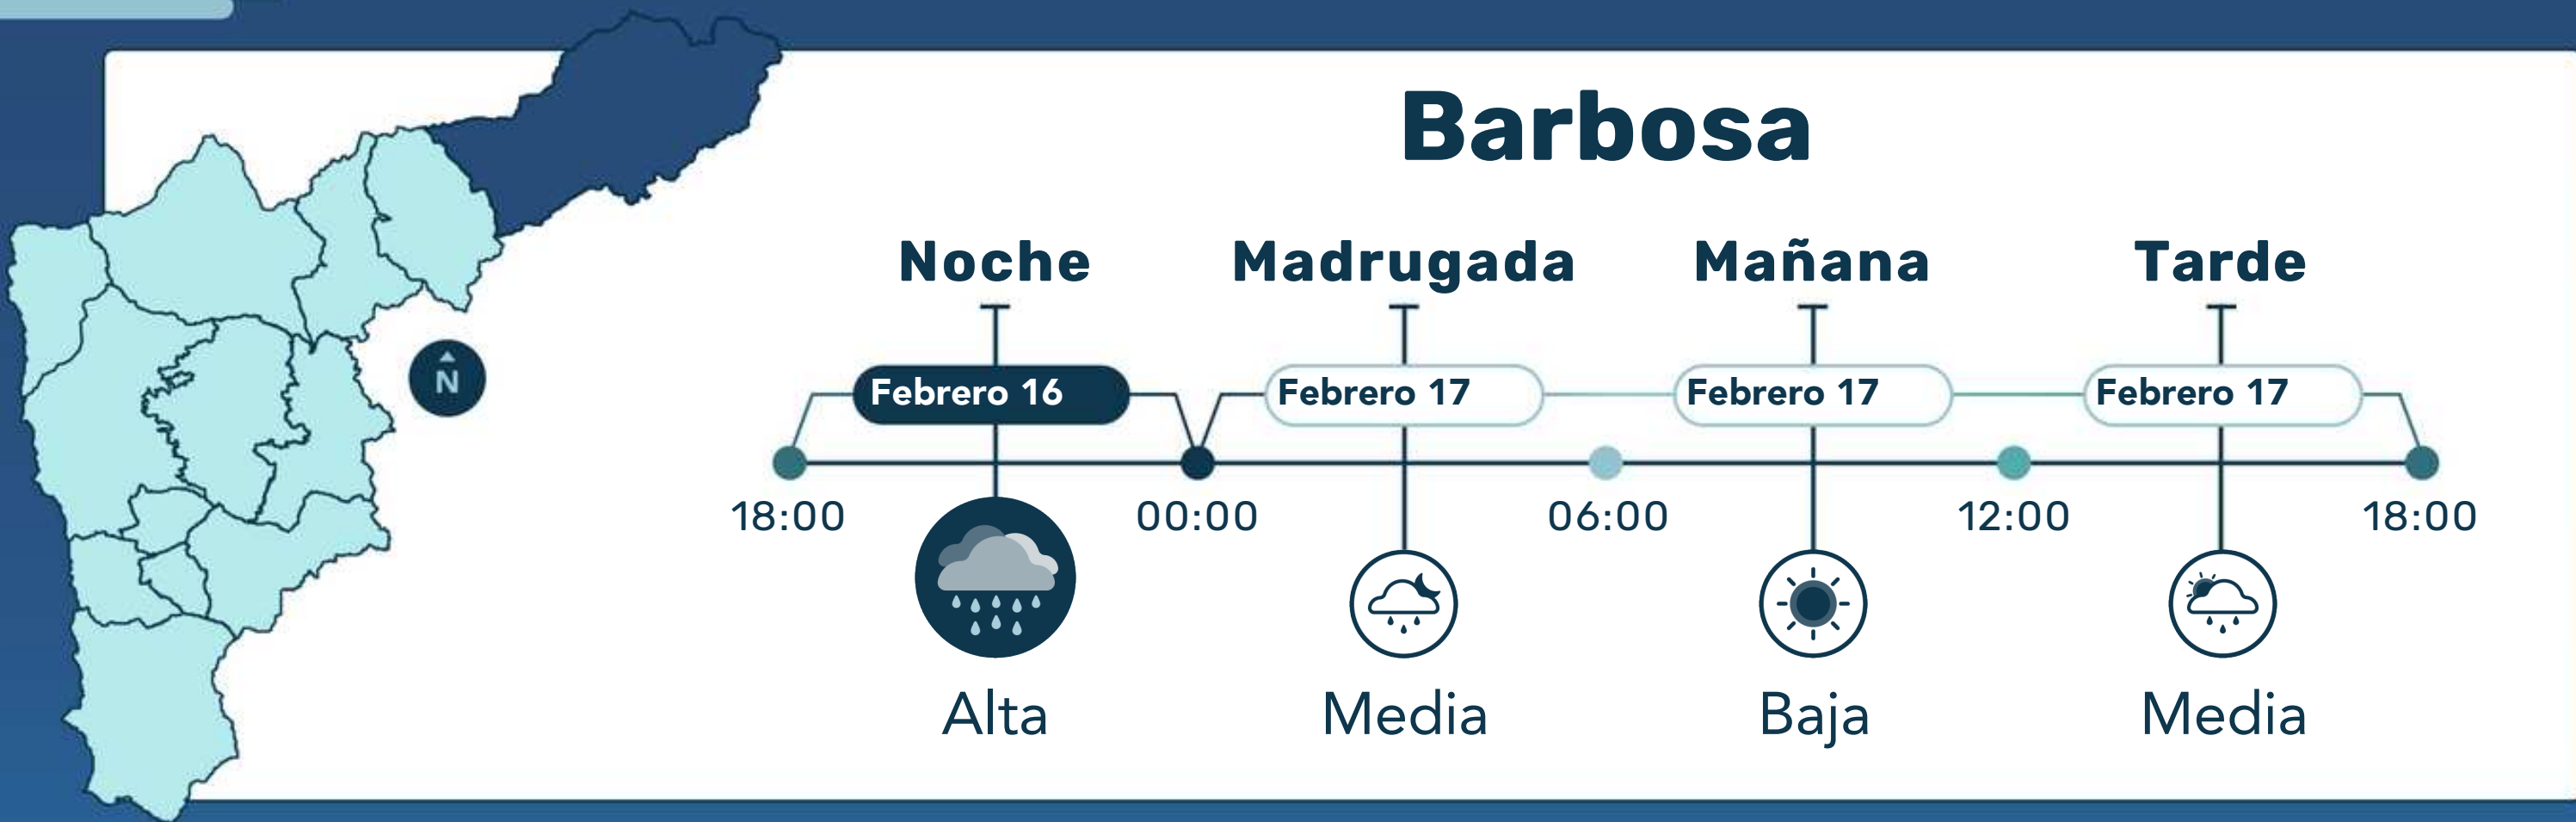 Barbosa
Noche Madrugada Mañana Tarde
Febrero 16 Febrero 17 Febrero 17 Febrero 17
N
18:00 00:00 06:00 12:00 18:00
Alta Media Baja Media